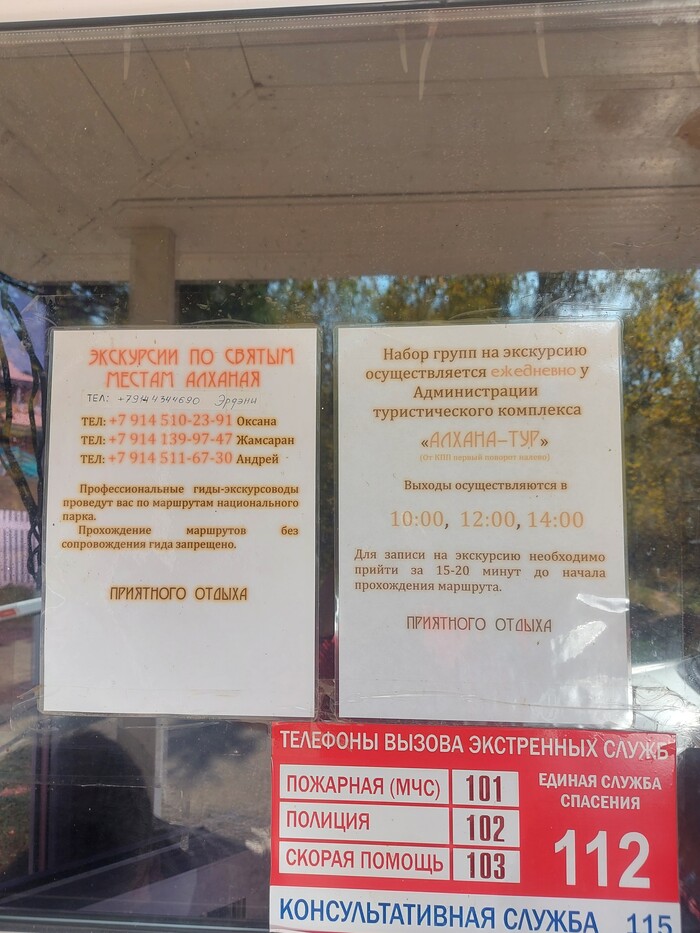 ЭКСКУРСИИ ПО СВЯТЫМ
МЕСТАМ АЛХАНАЯ
ТЕЛ: +79144344690 Эрдэни
ТЕЛ: +7 914 510-23-91 Оксана
ТЕЛ: +7 914 139-97-47 Жамсаран
ТЕЛ: +7 914 511-67-30 Андрей
Профессиональные гиды-экскурсоводы
проведут вас по маршрутам национального
парка.
Прохождение маршрутов без
сопровождения гида запрещено.
ПРИЯТНОГО ОТДЫХА
Набор групп на экскурсию
осуществляется ежедневно у
Администрации
туристического комплекса
«АЛХАНА-ТУР»
(От КПП первый поворот налево)
Выходы осуществляются в
10:00, 12:00, 14:00
Для записи на экскурсию необходимо
прийти за 15-20 минут до начала
прохождения маршрута.
ПРИЯТНОГО ОТДЫХА
ТЕЛЕФОНЫ ВЫЗОВА ЭКСТРЕННЫХ СЛУЖБ
ПОЖАРНАЯ (МЧС) 101
ПОЛИЦИЯ 102
СКОРАЯ ПОМОЩЬ 103
ЕДИНАЯ СЛУЖБА
СПАСЕНИЯ
112
КОНСУЛЬТАТИВНАЯ СЛУЖБА 115